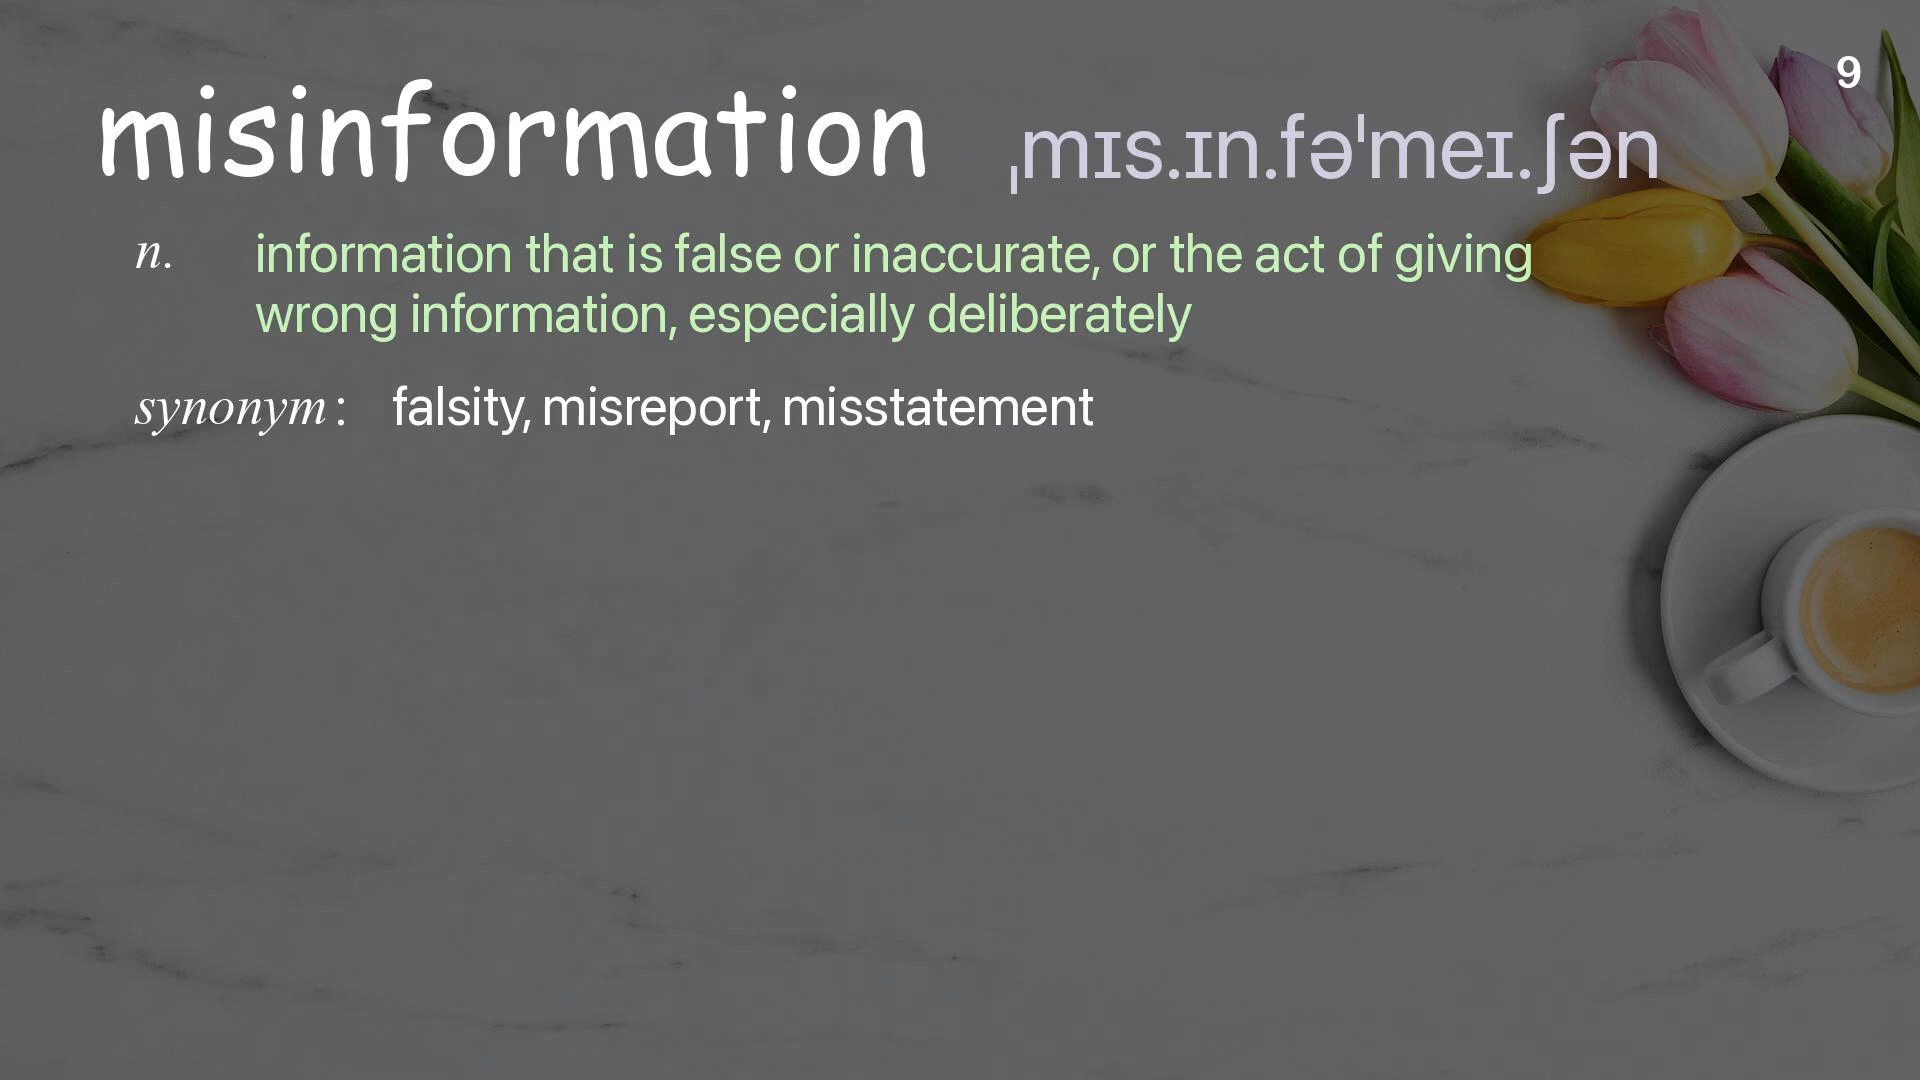 9
misinformation ˌmɪs.ɪn.fəˈmeɪ.ʃən
n. information that is false or inaccurate, or the act of giving
wrong information, especially deliberately
synonym: falsity, misreport, misstatement